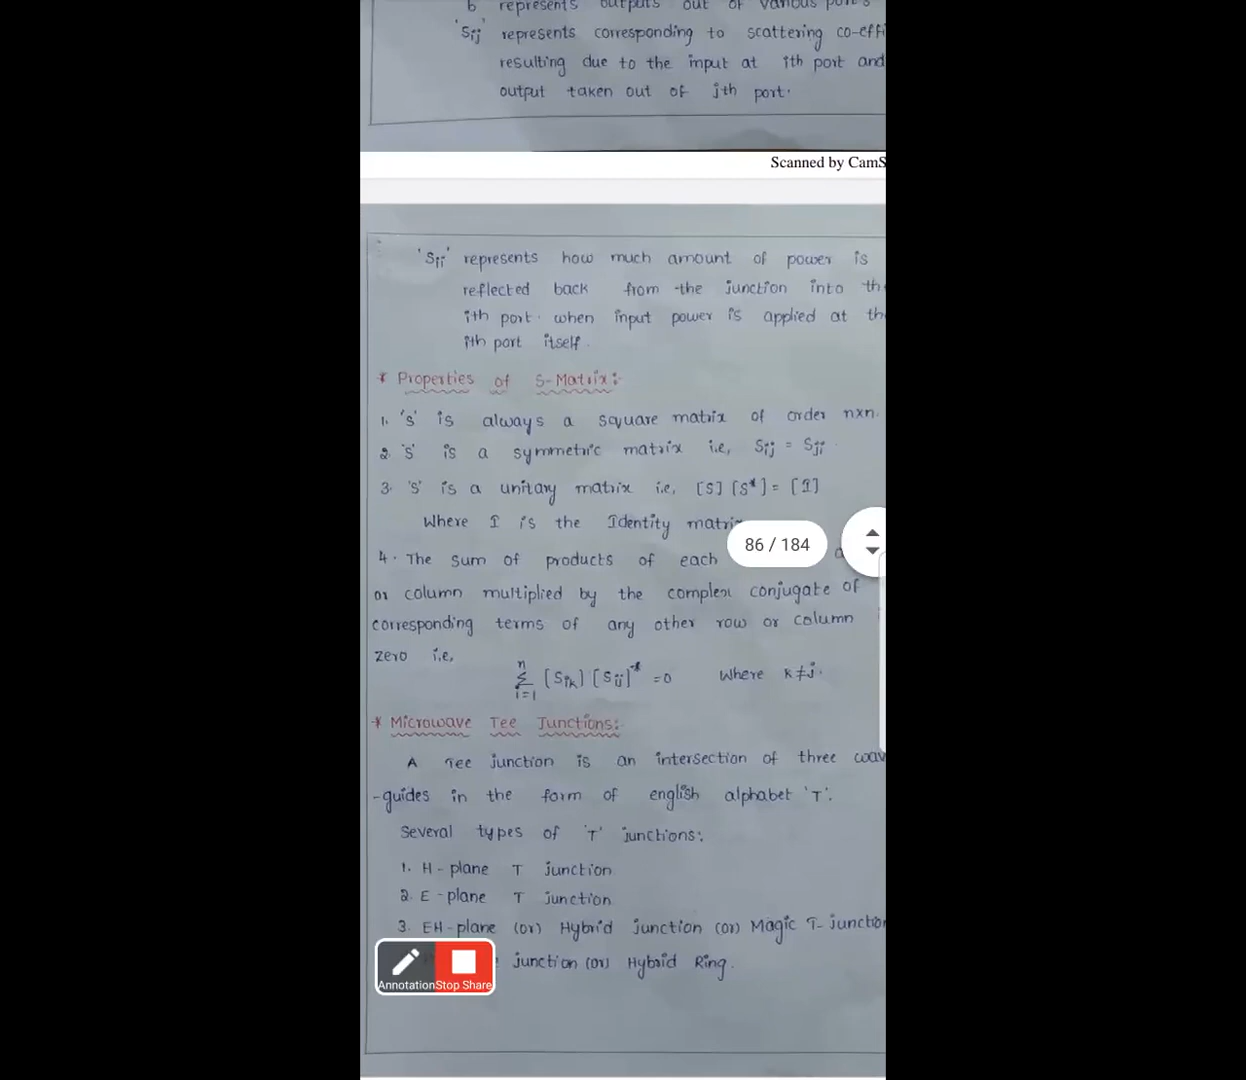 b represents outputs out of various ports
'Sij' represents corresponding to scattering co-effi
resulting due to the input at ith port and
output taken out of jth port.
Scanned by CamS
'Sii' represents how much amount of power is
reflected back from the junction into th
ith port. when input power is applied at th
ith port itself.
* Properties of S-Matrix:
1. 'S' is always a square matrix of order nxn.
2. 'S' is a symmetric matrix i.e, Sij = Sji
3. 'S' is a unitary matrix i.e, [S] [S*] = [I]
Where I is the Identity matrix
86 / 184
4. The sum of products of each
or column multiplied by the complex conjugate of
corresponding terms of any other row or column
zero i.e,
n Σ i=1 [Sik] [Sij]* = 0 Where k≠j.
* Microwave Tee Junctions:
A Tee junction is an intersection of three wav
-guides in the form of english alphabet 'T'.
Several types of 'T' junctions:
1. H - plane T junction
2. E - plane T junction
3. EH - plane (or) Hybrid junction (or) Magic T- junction
junction (or) Hybrid Ring.
Annotation
Stop Share